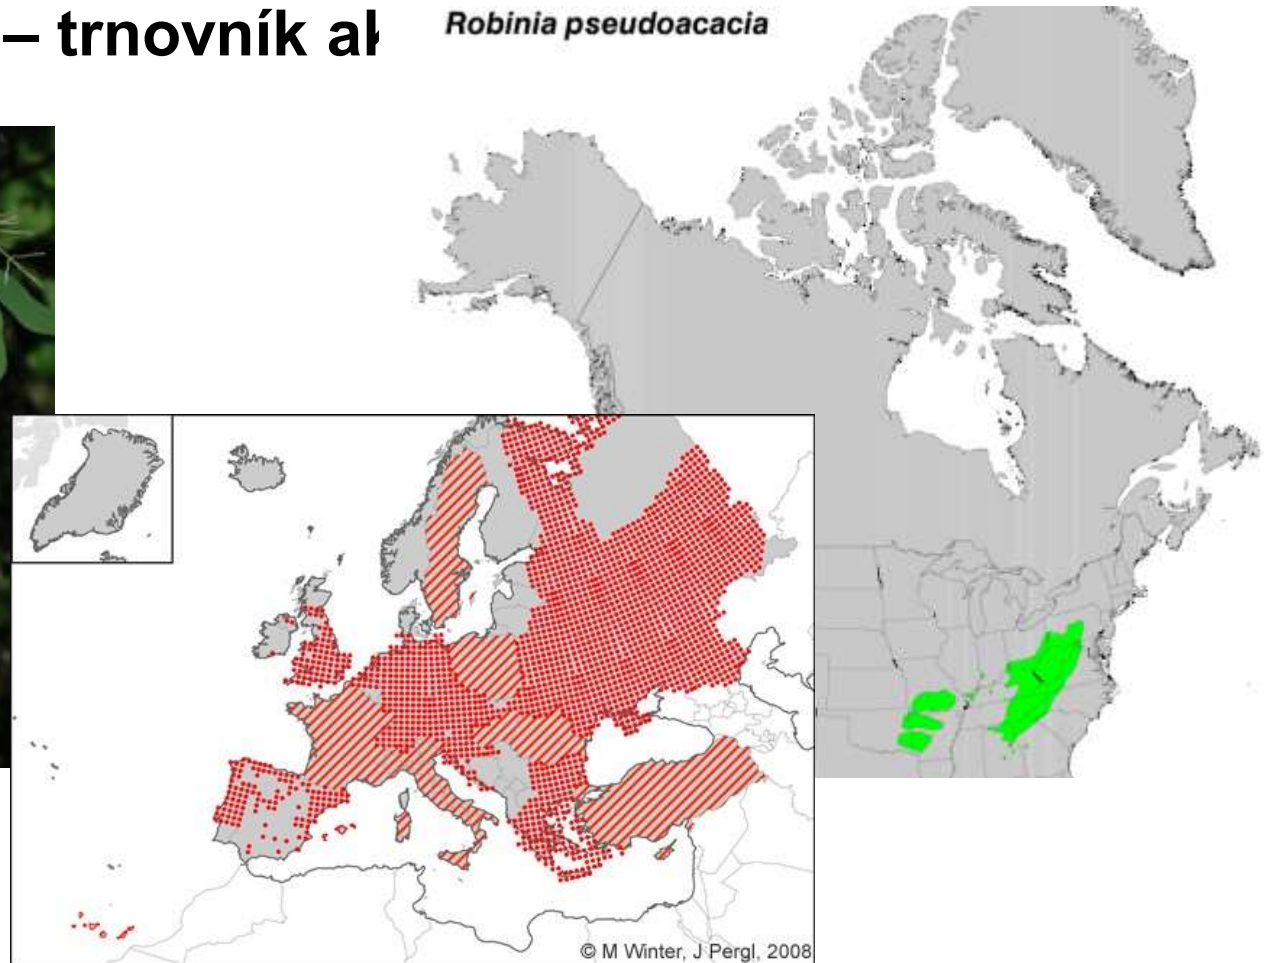 – trnovník ak
Robinia pseudoacacia
© M Winter, J Pergl, 2008